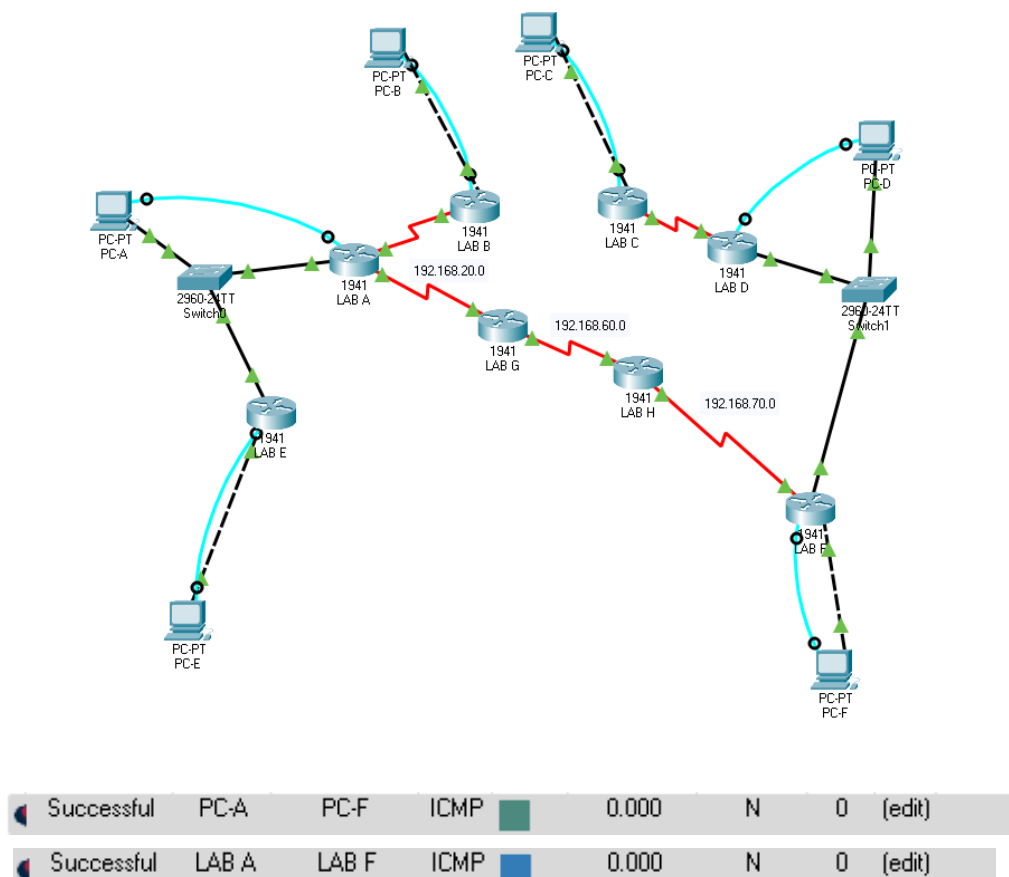 PC-PT
PC-B
PC-PT
PC-C
PC-PT
PC-D
PC-PT
PC-A
1941
LAB B
1941
LAB C
1941
LAB D
1941
LAB A
192.168.20.0
2960-24TT
Switch0
2960-24TT
Switch1
1941
LAB G
192.168.60.0
1941
LAB H
192.168.70.0
1941
LAB E
1941
LAB F
PC-PT
PC-E
PC-PT
PC-F
Successful PC-A PC-F ICMP 0.000 N 0 (edit)
Successful LAB A LAB F ICMP 0.000 N 0 (edit)